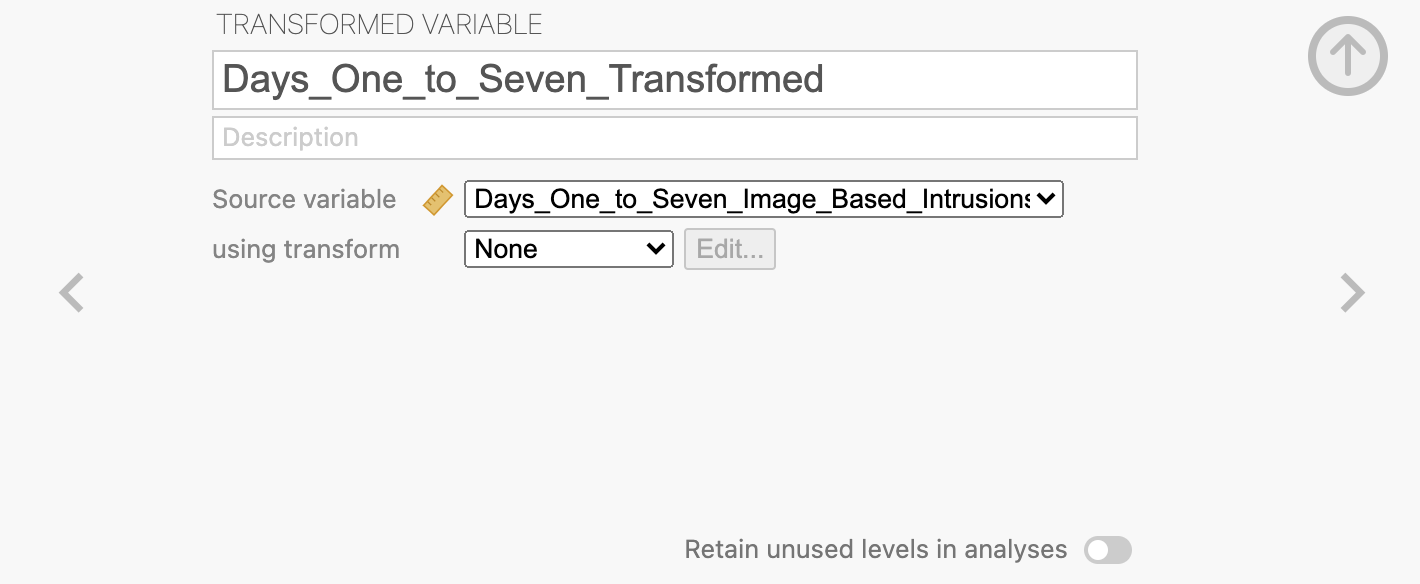 TRANSFORMED VARIABLE
Days_One_to_Seven_Transformed
Description
Source variable Days_One_to_Seven_Image_Based_Intrusions
using transform None Edit...
Retain unused levels in analyses